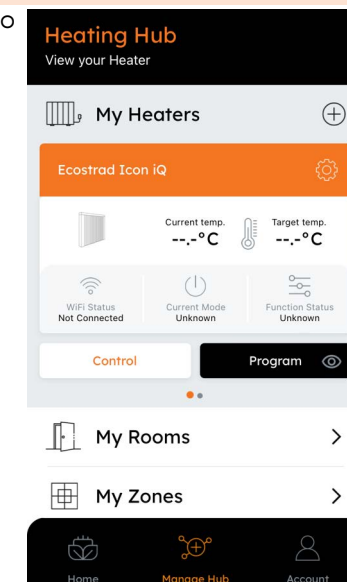 Heating Hub
View your Heater
My Heaters
Ecostrad Icon iQ
Current temp.
--.-°C
Target temp.
--.-°C
WiFi Status
Not Connected
Current Mode
Unknown
Function Status
Unknown
Control
Program
My Rooms
My Zones
Home
Manage Hub
Account